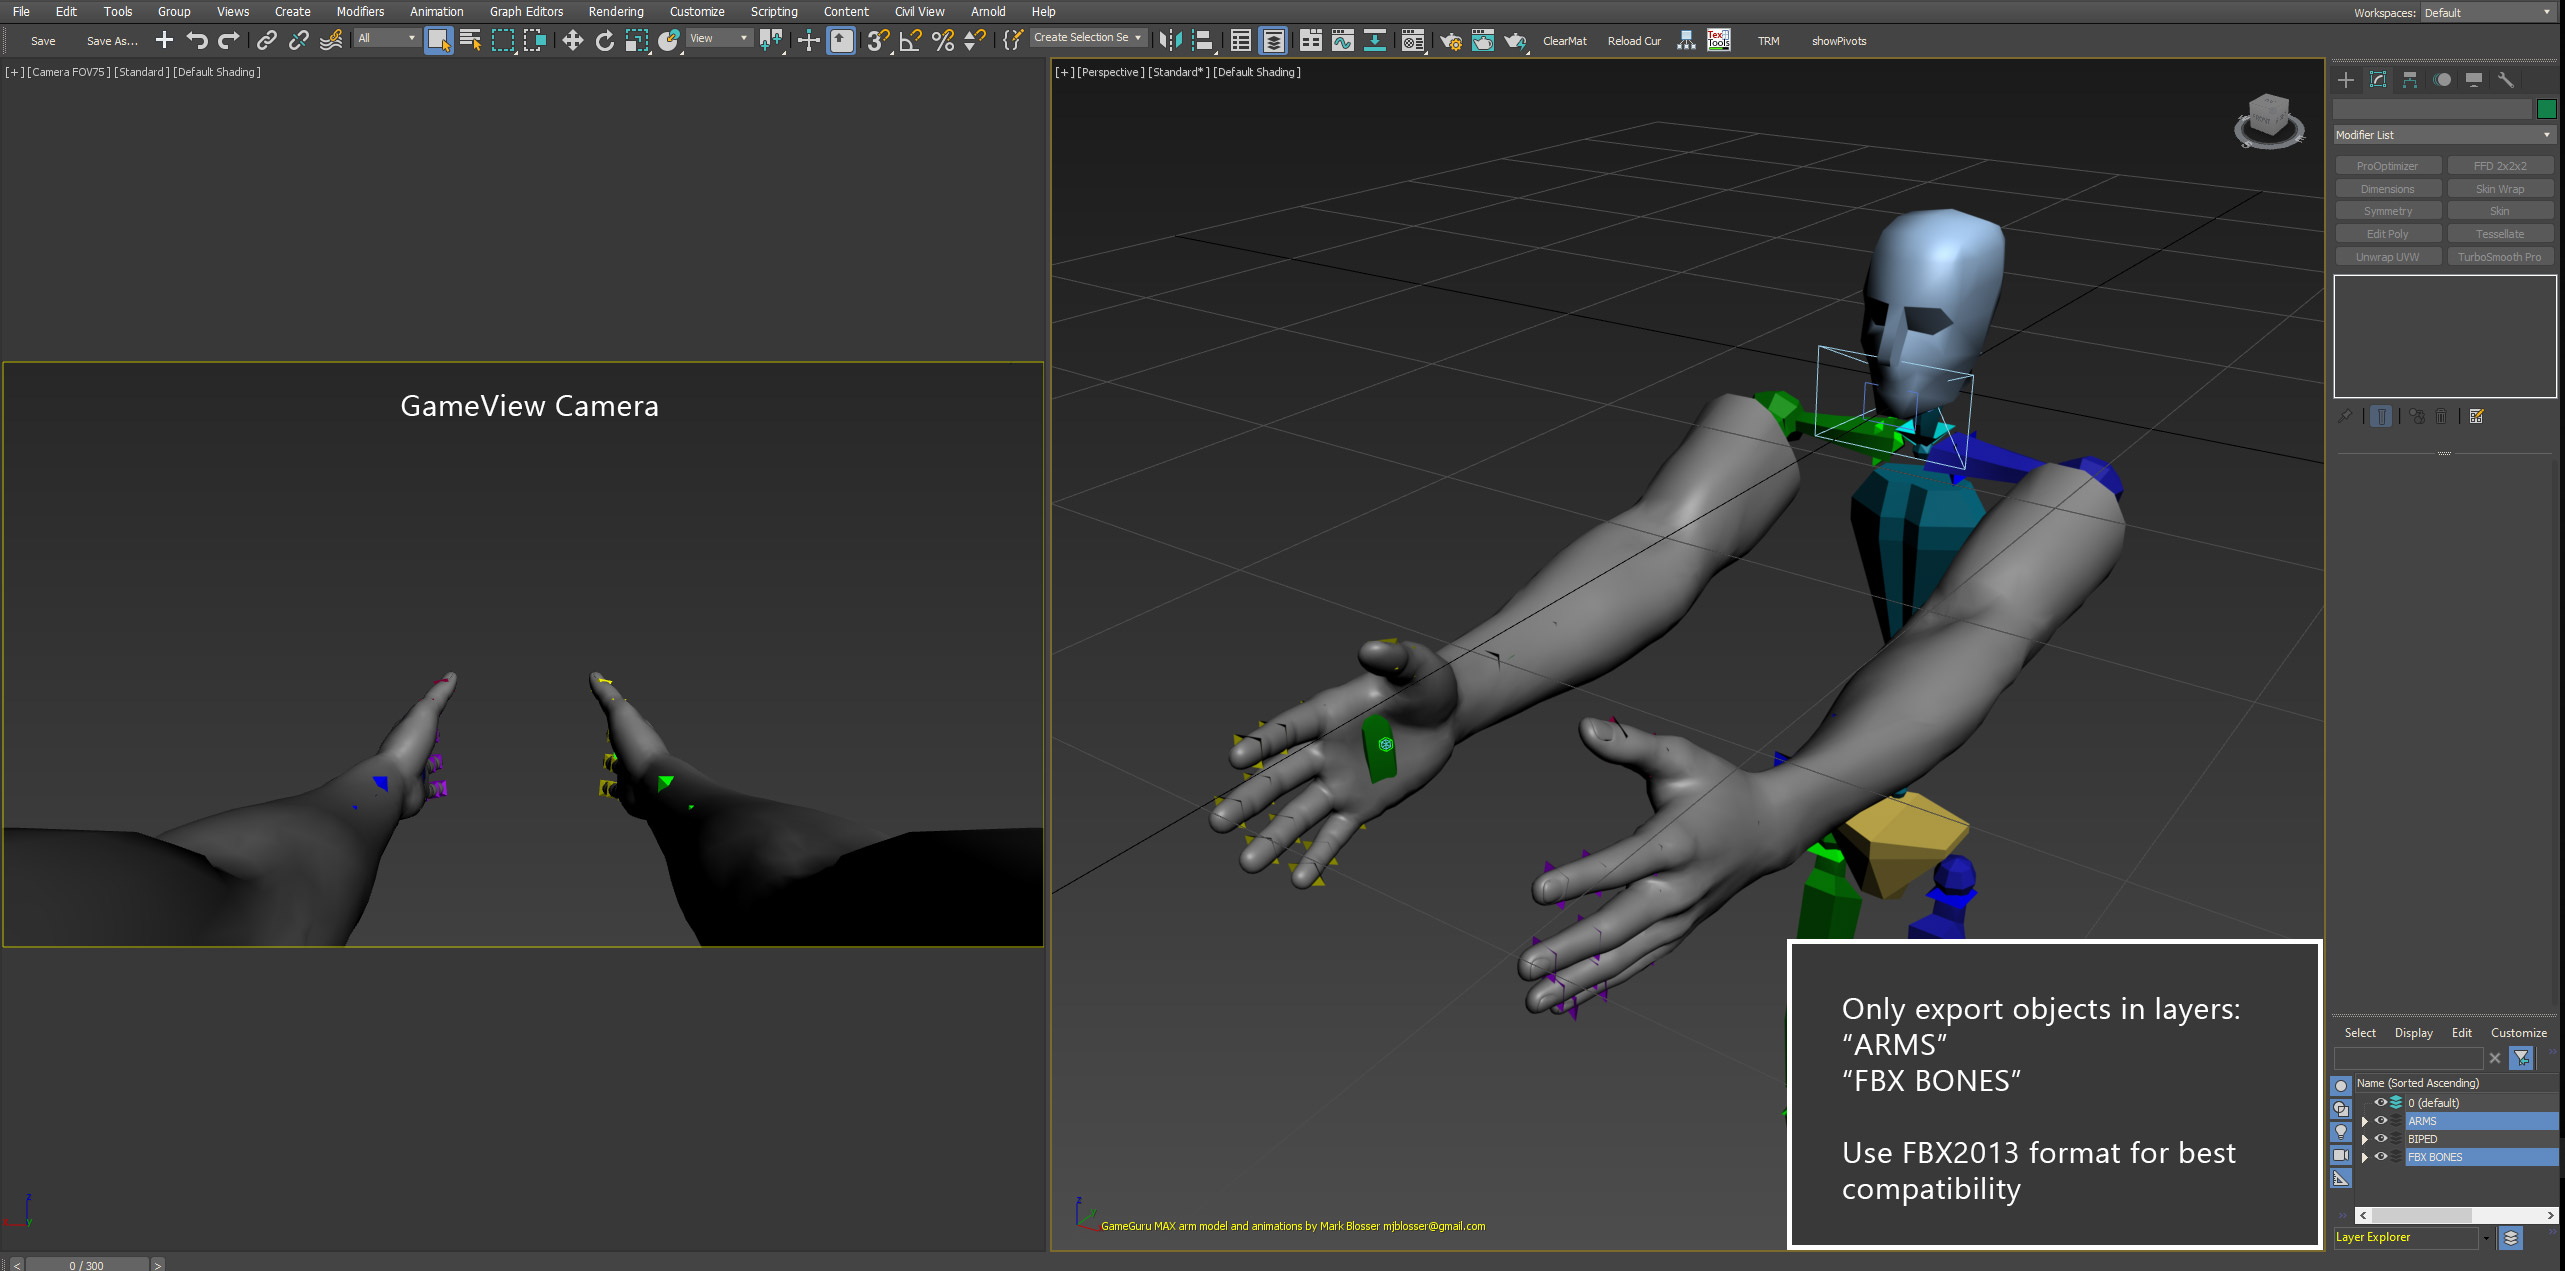 File Edit Tools Group Views Create Modifiers Animation Graph Editors Rendering Customize Scripting Content Civil View Arnold Help Workspaces: Default
Save Save As... All View Create Selection Se ClearMat Reload Cur TRM showPivots
[+] [Camera FOV75] [Standard] [Default Shading]
[+] [Perspective] [Standard*] [Default Shading]
GameView Camera
Modifier List
ProOptimizer FFD 2x2x2
Dimensions Skin Wrap
Symmetry Skin
Edit Poly Tessellate
Unwrap UVW TurboSmooth Pro
Only export objects in layers:
“ARMS”
“FBX BONES”
Use FBX2013 format for best
compatibility
GameGuru MAX arm model and animations by Mark Blosser mjblosser@gmail.com
Select Display Edit Customize
Name (Sorted Ascending)
0 (default)
ARMS
BIPED
FBX BONES
Layer Explorer
0 / 300